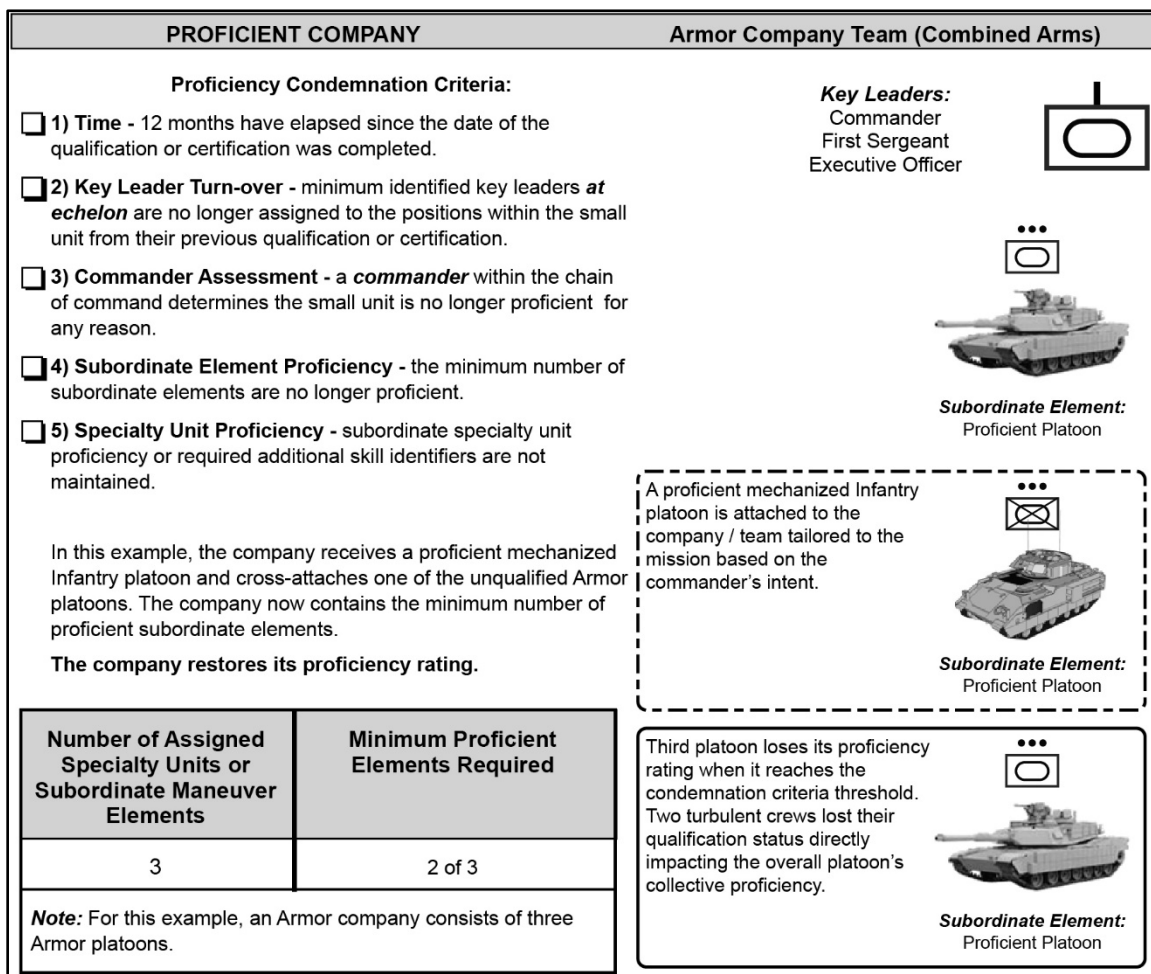 PROFICIENT COMPANY
Armor Company Team (Combined Arms)
Proficiency Condemnation Criteria:
1) Time - 12 months have elapsed since the date of the
qualification or certification was completed.
2) Key Leader Turn-over - minimum identified key leaders at
echelon are no longer assigned to the positions within the small
unit from their previous qualification or certification.
3) Commander Assessment - a commander within the chain
of command determines the small unit is no longer proficient for
any reason.
4) Subordinate Element Proficiency - the minimum number of
subordinate elements are no longer proficient.
5) Specialty Unit Proficiency - subordinate specialty unit
proficiency or required additional skill identifiers are not
maintained.
In this example, the company receives a proficient mechanized
Infantry platoon and cross-attaches one of the unqualified Armor
platoons. The company now contains the minimum number of
proficient subordinate elements.
The company restores its proficiency rating.
Number of Assigned
Specialty Units or
Subordinate Maneuver
Elements
Minimum Proficient
Elements Required
3
2 of 3
Note: For this example, an Armor company consists of three
Armor platoons.
Key Leaders:
Commander
First Sergeant
Executive Officer
Subordinate Element:
Proficient Platoon
A proficient mechanized Infantry
platoon is attached to the
company / team tailored to the
mission based on the
commander's intent.
Subordinate Element:
Proficient Platoon
Third platoon loses its proficiency
rating when it reaches the
condemnation criteria threshold.
Two turbulent crews lost their
qualification status directly
impacting the overall platoon's
collective proficiency.
Subordinate Element:
Proficient Platoon